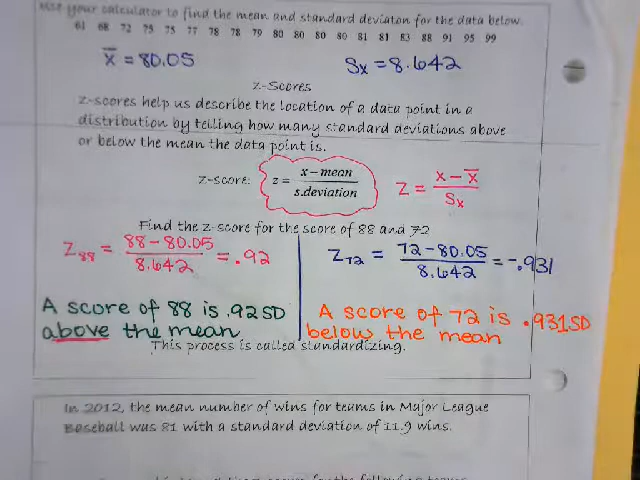 Use your calculator to find the mean and standard deviation for the data below.
61 68 72 75 75 77 78 78 79 80 80 80 80 81 81 83 88 91 95 99
x̄ = 80.05 Sx = 8.642
Z-Scores
Z-scores help us describe the location of a data point in a
distribution by telling how many standard deviations above
or below the mean the data point is.
Z-score: z = (x − mean)/(s.deviation) Z = (x − x̄)/Sx
Find the z-score for the score of 88 and 72
Z88 = (88 − 80.05)/8.642 = .92
Z72 = (72 − 80.05)/8.642 = -.931
A score of 88 is .92 SD
above the mean
A score of 72 is .931 SD
below the mean
This process is called standardizing.
In 2012, the mean number of wins for teams in Major League
Baseball was 81 with a standard deviation of 11.9 wins.